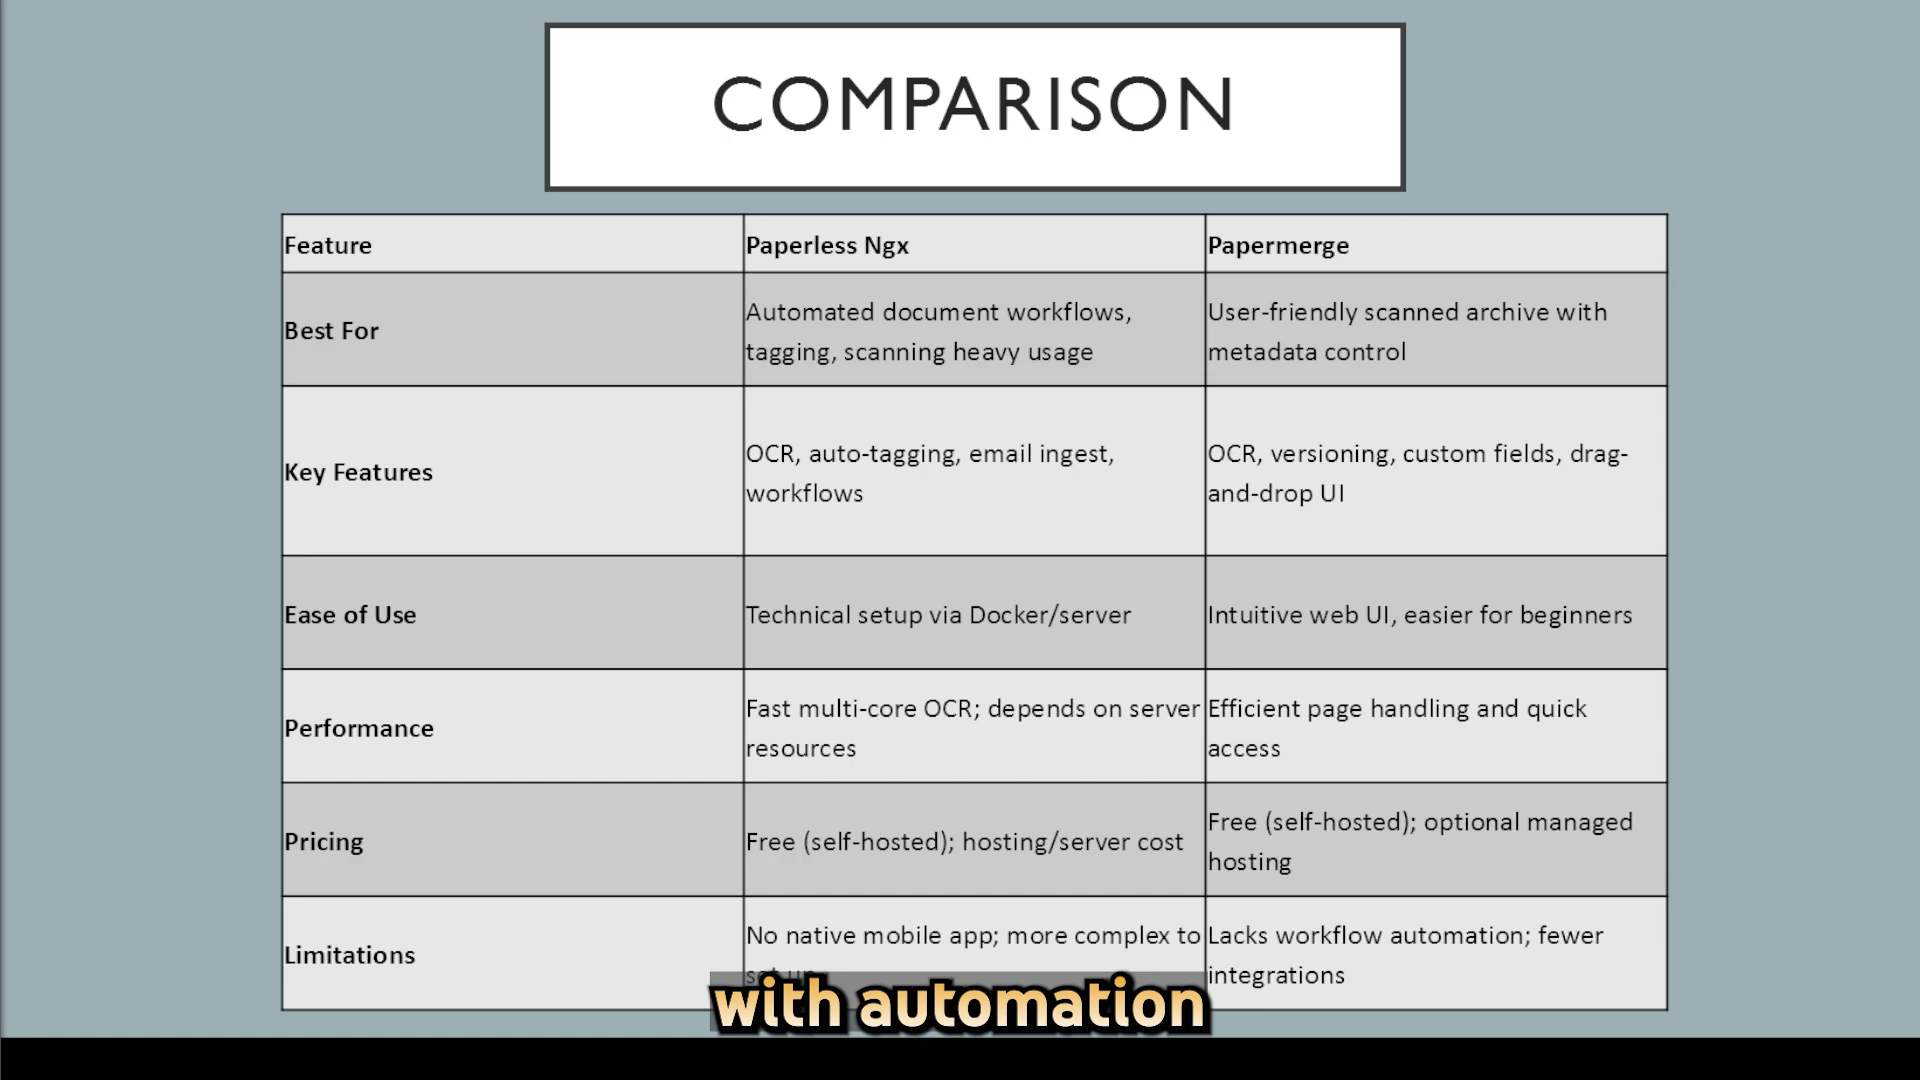 COMPARISON
Feature
Paperless Ngx
Papermerge
Best For
Automated document workflows,
tagging, scanning heavy usage
User-friendly scanned archive with
metadata control
Key Features
OCR, auto-tagging, email ingest,
workflows
OCR, versioning, custom fields, drag-
and-drop UI
Ease of Use
Technical setup via Docker/server
Intuitive web UI, easier for beginners
Performance
Fast multi-core OCR; depends on server
resources
Efficient page handling and quick
access
Pricing
Free (self-hosted); hosting/server cost
Free (self-hosted); optional managed
hosting
Limitations
No native mobile app; more complex to
Lacks workflow automation; fewer
integrations
with automation